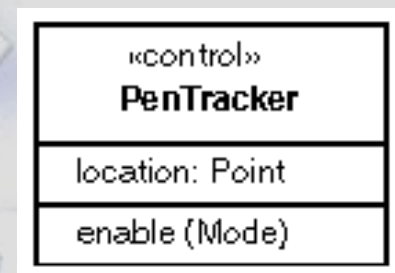 «control»
PenTracker
location: Point
enable (Mode)